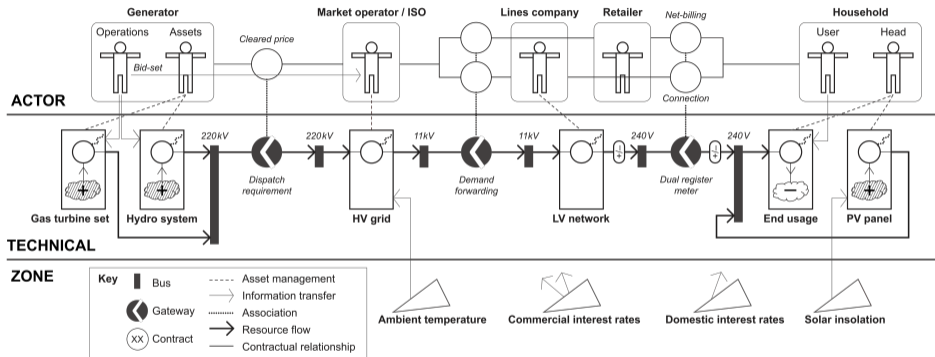 Generator
Market operator / ISO
Lines company
Retailer
Net-billing
Household
Operations
Assets
Cleared price
User
Head
Bid-set
Connection
ACTOR
220kV
220kV
11kV
11kV
240V
240V
-/+
-/+
Dispatch
requirement
Demand
forwarding
Dual register
meter
+
+
−
+
Gas turbine set
Hydro system
HV grid
LV network
End usage
PV panel
TECHNICAL
ZONE
Key
Bus
Gateway
XX
Contract
Asset management
Information transfer
Association
Resource flow
Contractual relationship
Ambient temperature
Commercial interest rates
Domestic interest rates
Solar insolation